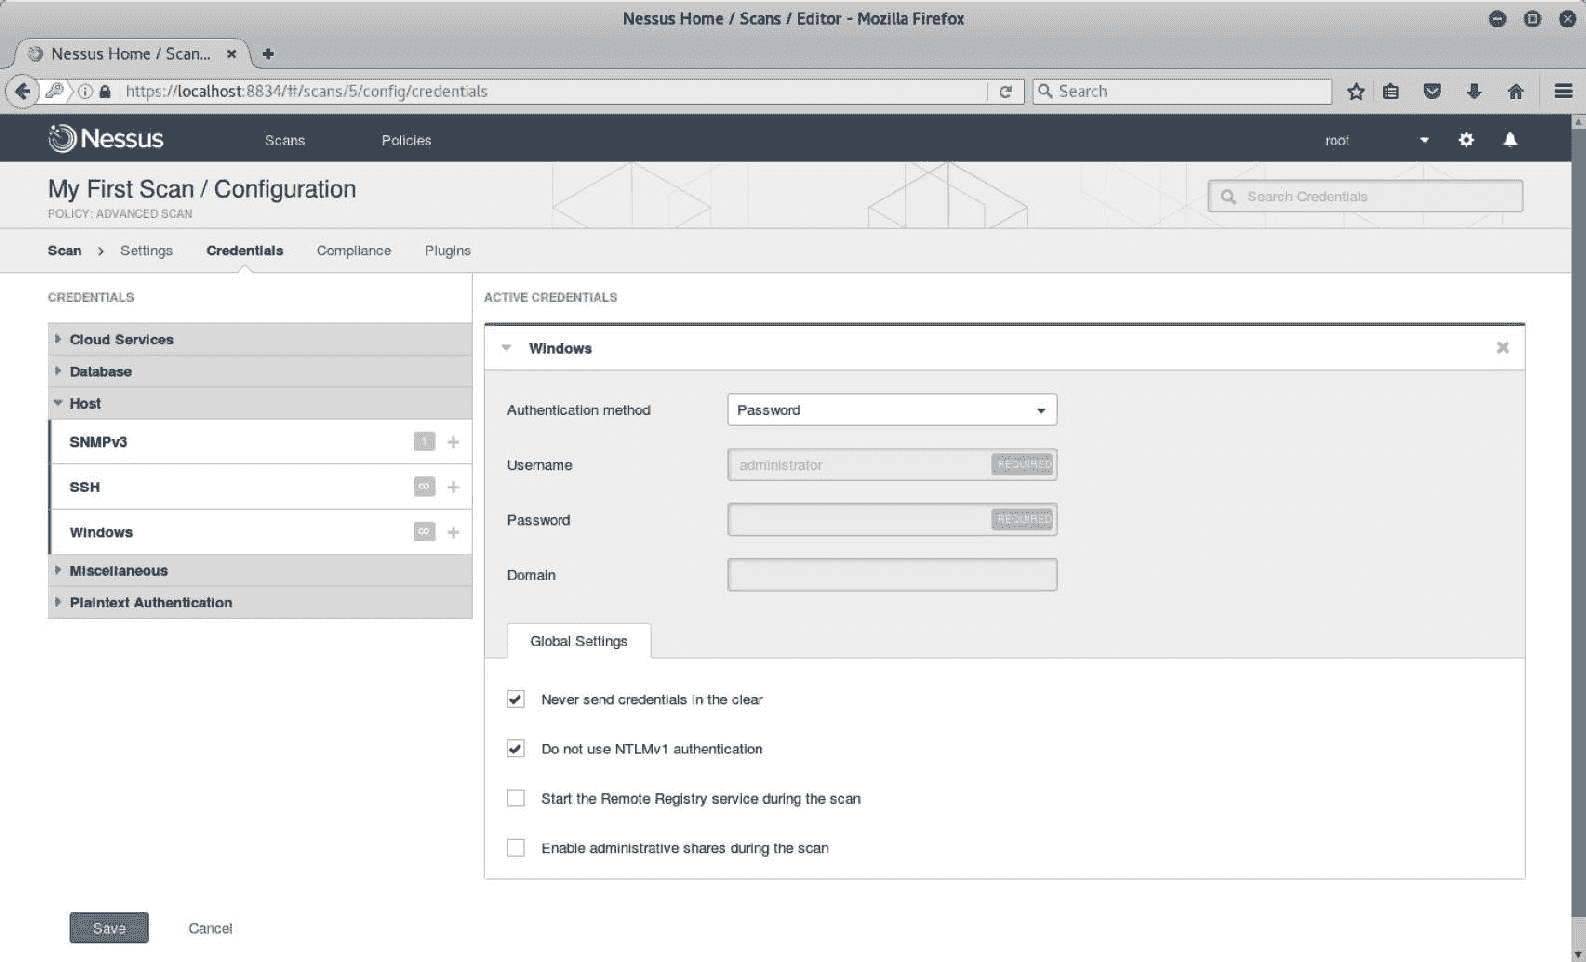 Nessus Home / Scans / Editor - Mozilla Firefox
Nessus Home / Scan...
https://localhost:8834/#/scans/5/config/credentials
Search
Nessus
Scans
Policies
root
My First Scan / Configuration
POLICY: ADVANCED SCAN
Search Credentials
Scan > Settings Credentials Compliance Plugins
CREDENTIALS
Cloud Services
Database
Host
SNMPv3 1 +
SSH ∞ +
Windows ∞ +
Miscellaneous
Plaintext Authentication
ACTIVE CREDENTIALS
Windows
Authentication method Password
Username administrator REQUIRED
Password REQUIRED
Domain
Global Settings
Never send credentials in the clear
Do not use NTLMv1 authentication
Start the Remote Registry service during the scan
Enable administrative shares during the scan
Save Cancel